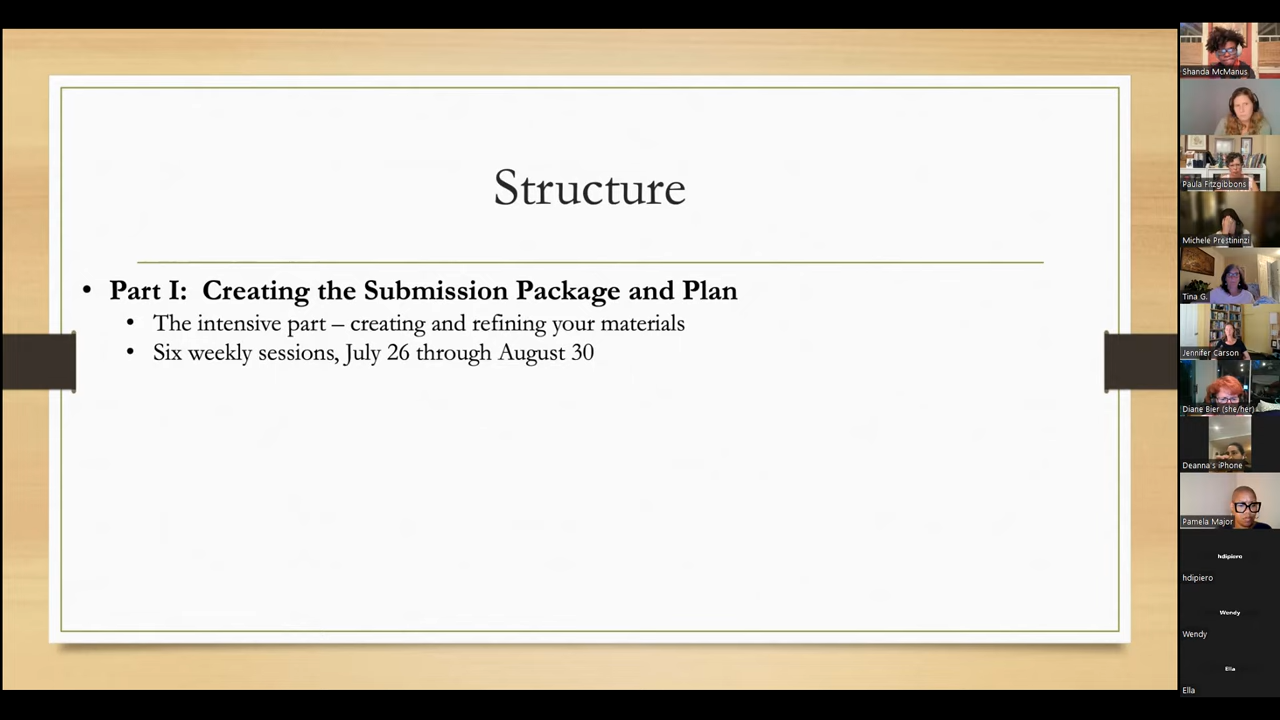 Structure
• Part I:  Creating the Submission Package and Plan
• The intensive part – creating and refining your materials
• Six weekly sessions, July 26 through August 30
Shanda McManus
Paula Fitzgibbons
Michele Prestininzi
Tina G.
Jennifer Carson
Diane Bier (she/her)
Deanna's iPhone
Pamela Major
hdipiero
hdipiero
Wendy
Wendy
Ella
Ella